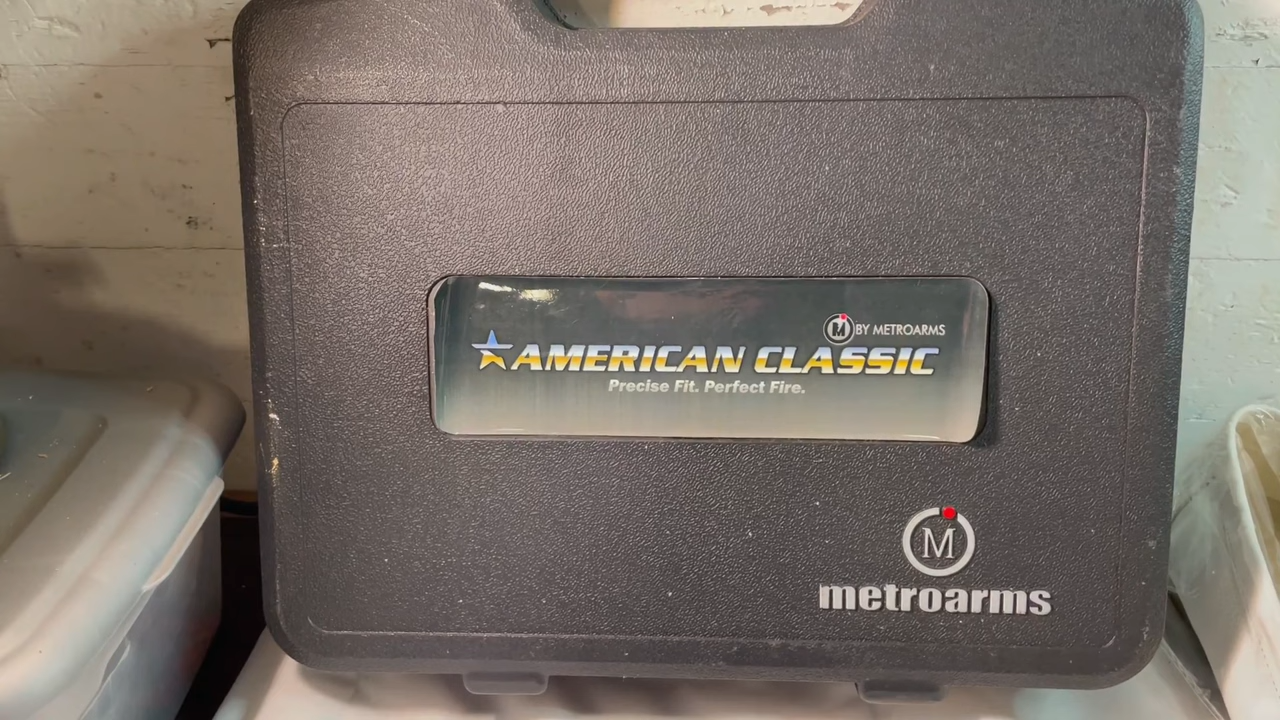 M BY METROARMS
AMERICAN CLASSIC
Precise Fit. Perfect Fire.
M
metroarms